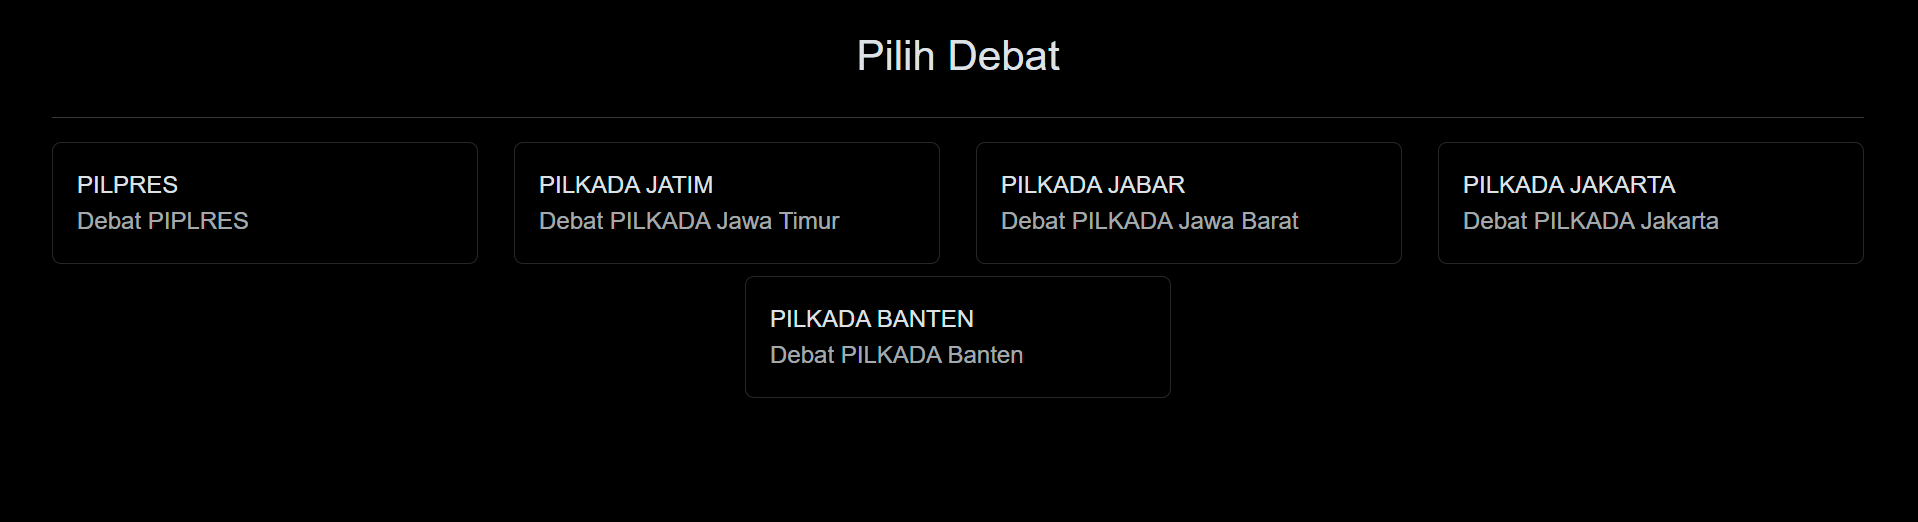 Pilih Debat
PILPRES
Debat PIPLRES
PILKADA JATIM
Debat PILKADA Jawa Timur
PILKADA JABAR
Debat PILKADA Jawa Barat
PILKADA JAKARTA
Debat PILKADA Jakarta
PILKADA BANTEN
Debat PILKADA Banten